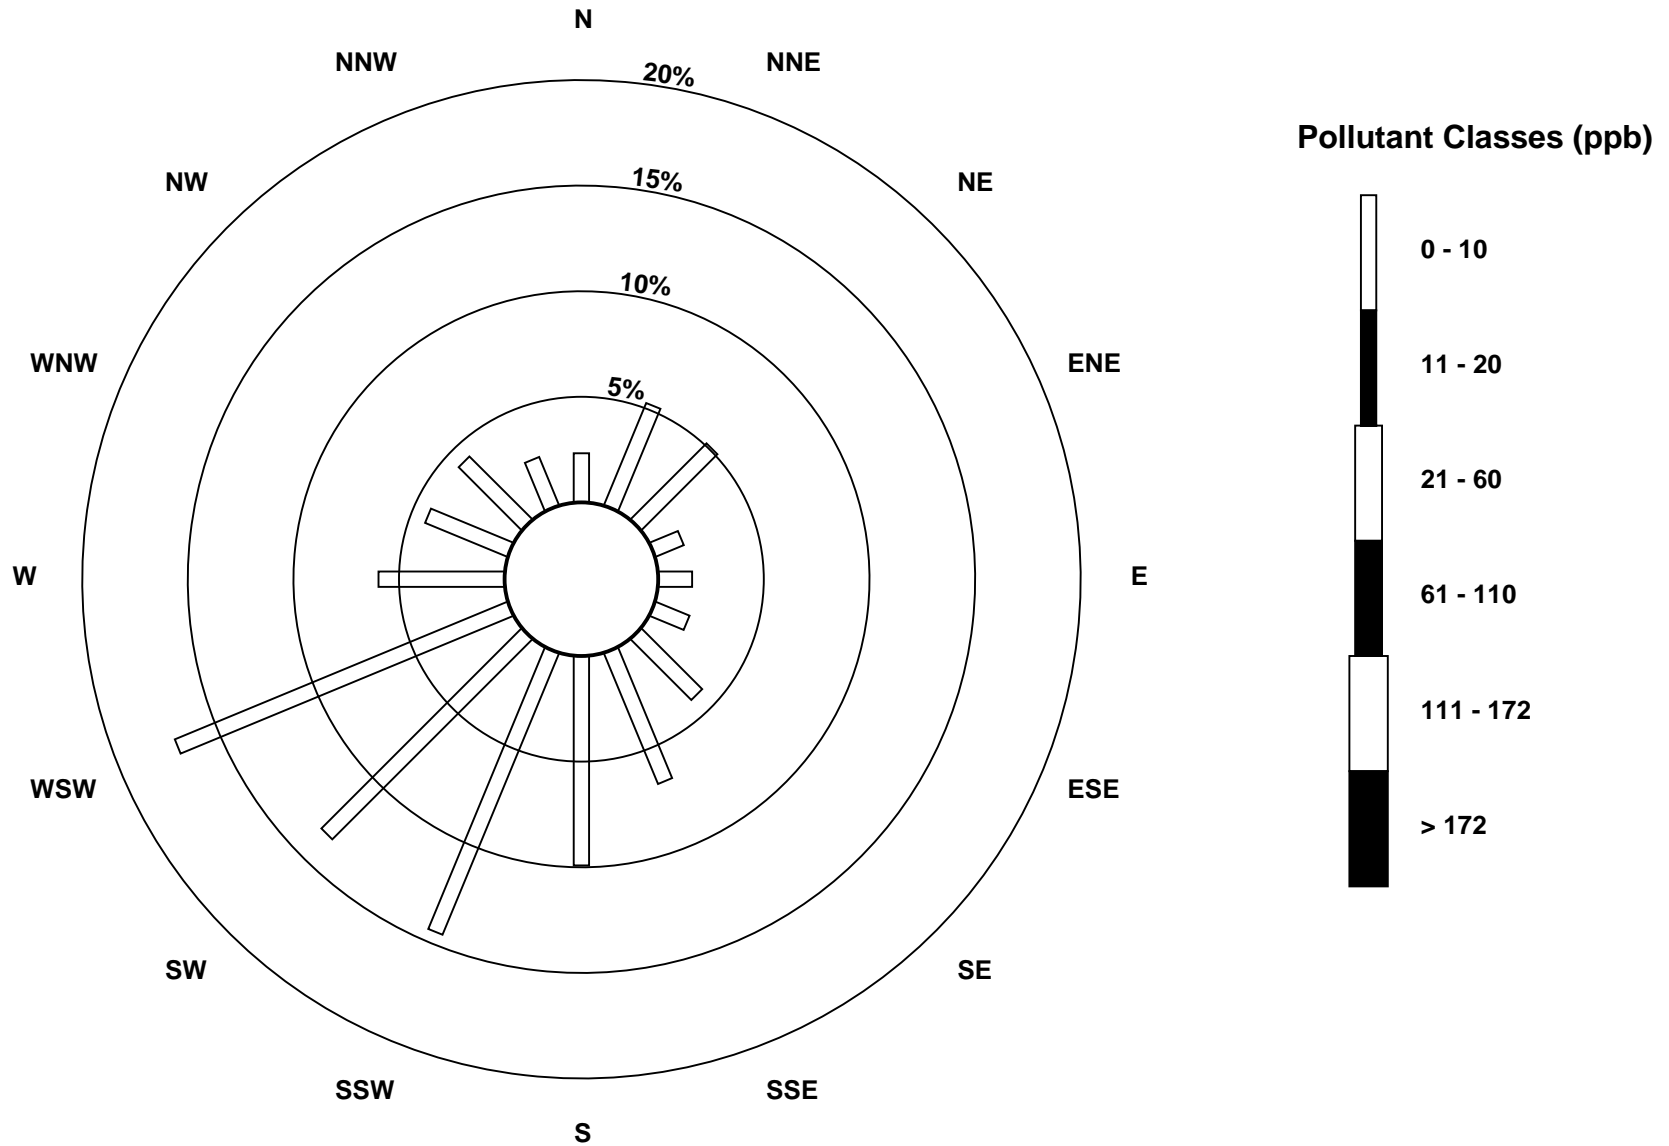 N
NNW
NNE
20%
Pollutant Classes (ppb)
15%
NW
NE
0 - 10
10%
WNW
ENE
11 - 20
5%
21 - 60
W
E
61 - 110
111 - 172
WSW
ESE
> 172
SW
SE
SSW
SSE
S